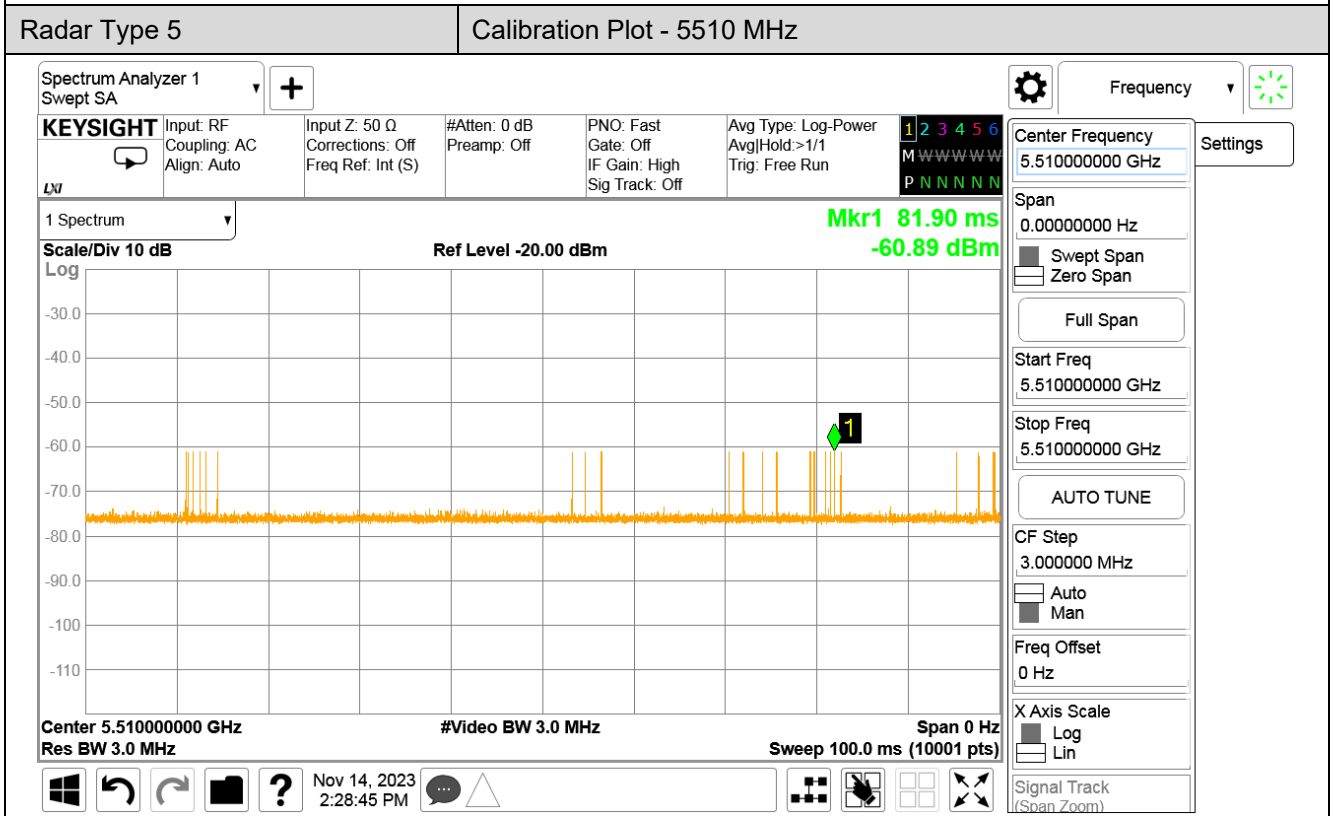 Radar Type 5
Calibration Plot - 5510 MHz
Spectrum Analyzer 1
Swept SA
Frequency
KEYSIGHT
LXI
Input: RF
Coupling: AC
Align: Auto
Input Z: 50 Ω
Corrections: Off
Freq Ref: Int (S)
#Atten: 0 dB
Preamp: Off
PNO: Fast
Gate: Off
IF Gain: High
Sig Track: Off
Avg Type: Log-Power
Avg|Hold:>1/1
Trig: Free Run
1 2 3 4 5 6
M W W W W W
P N N N N N
Center Frequency
5.510000000 GHz
Settings
Span
0.00000000 Hz
Swept Span
Zero Span
Full Span
Start Freq
5.510000000 GHz
Stop Freq
5.510000000 GHz
AUTO TUNE
CF Step
3.000000 MHz
Auto
Man
Freq Offset
0 Hz
X Axis Scale
Log
Lin
Signal Track
(Span Zoom)
1 Spectrum
Mkr1 81.90 ms
-60.89 dBm
Scale/Div 10 dB
Ref Level -20.00 dBm
Log
-30.0
-40.0
-50.0
1
-60.0
-70.0
-80.0
-90.0
-100
-110
Center 5.510000000 GHz
#Video BW 3.0 MHz
Span 0 Hz
Res BW 3.0 MHz
Sweep 100.0 ms (10001 pts)
?
Nov 14, 2023
2:28:45 PM